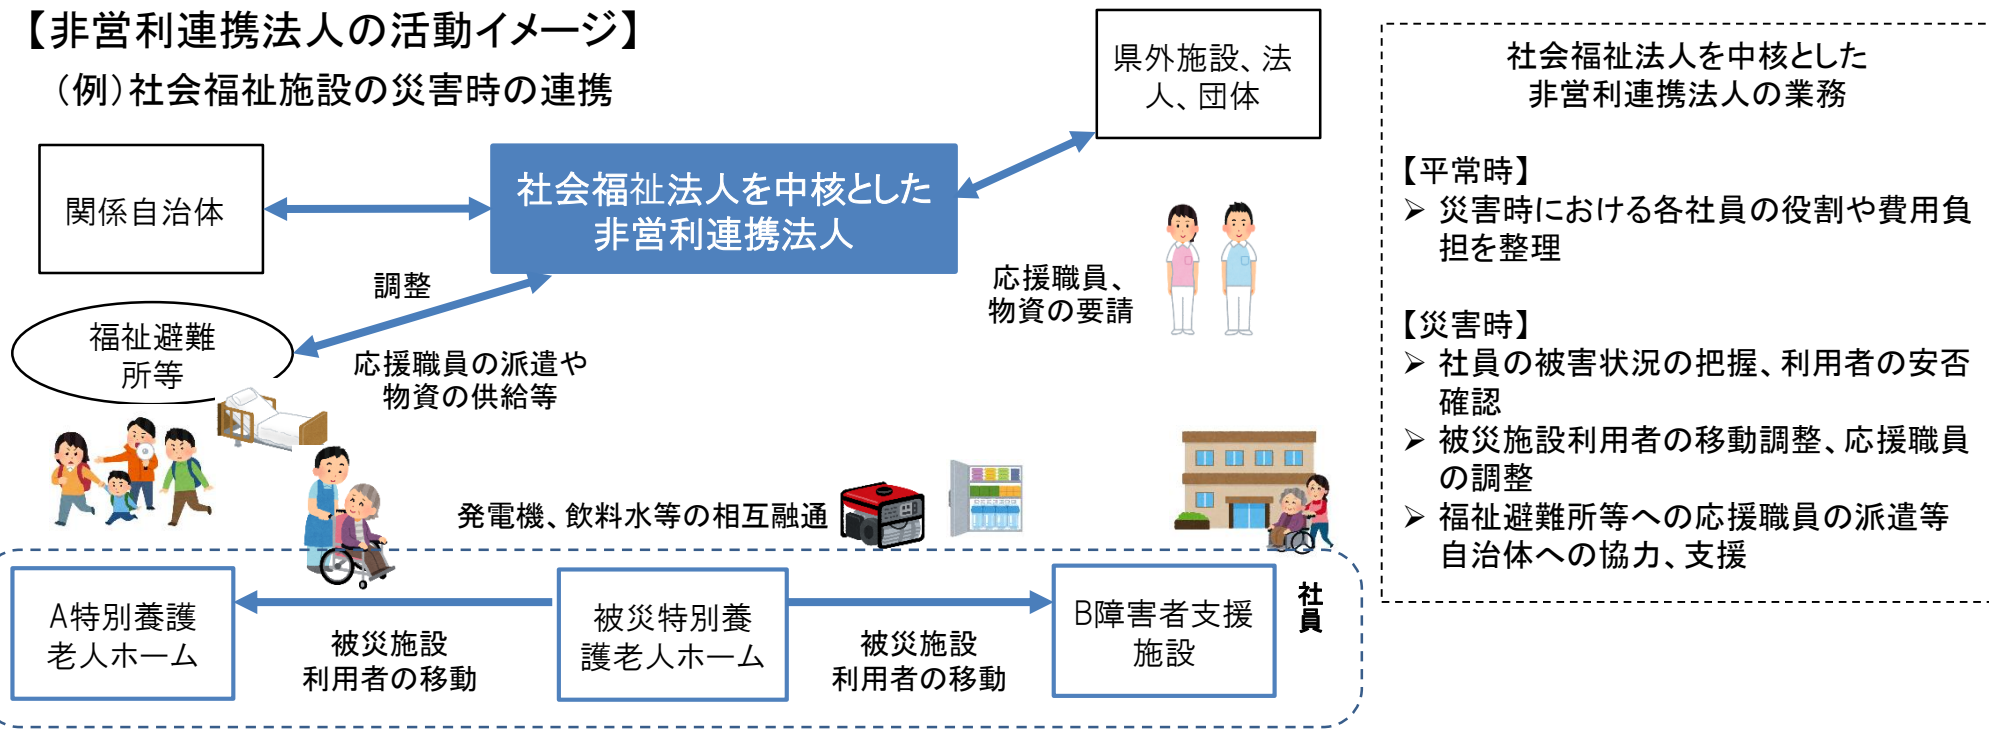 【非営利連携法人の活動イメージ】
（例）社会福祉施設の災害時の連携
県外施設、法
人、団体
関係自治体
社会福祉法人を中核とした
非営利連携法人
調整
福祉避難
所等
応援職員の派遣や
物資の供給等
応援職員、
物資の要請
発電機、飲料水等の相互融通
A特別養護
老人ホーム
被災施設
利用者の移動
被災特別養
護老人ホーム
被災施設
利用者の移動
B障害者支援
施設
社
員
社会福祉法人を中核とした
非営利連携法人の業務
【平常時】
➢ 災害時における各社員の役割や費用負
担を整理
【災害時】
➢ 社員の被害状況の把握、利用者の安否
確認
➢ 被災施設利用者の移動調整、応援職員
の調整
➢ 福祉避難所等への応援職員の派遣等
自治体への協力、支援